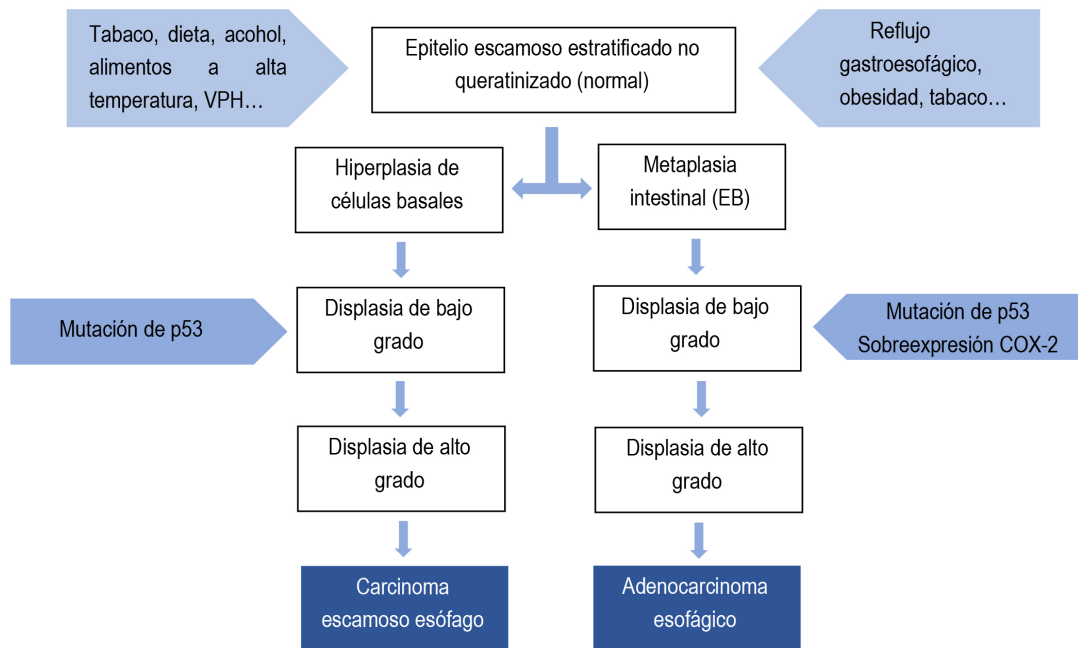 Tabaco, dieta, acohol,
alimentos a alta
temperatura, VPH…
Epitelio escamoso estratificado no
queratinizado (normal)
Reflujo
gastroesofágico,
obesidad, tabaco…
Hiperplasia de
células basales
Metaplasia
intestinal (EB)
Mutación de p53
Displasia de bajo
grado
Displasia de bajo
grado
Mutación de p53
Sobreexpresión COX-2
Displasia de alto
grado
Displasia de alto
grado
Carcinoma
escamoso esófago
Adenocarcinoma
esofágico